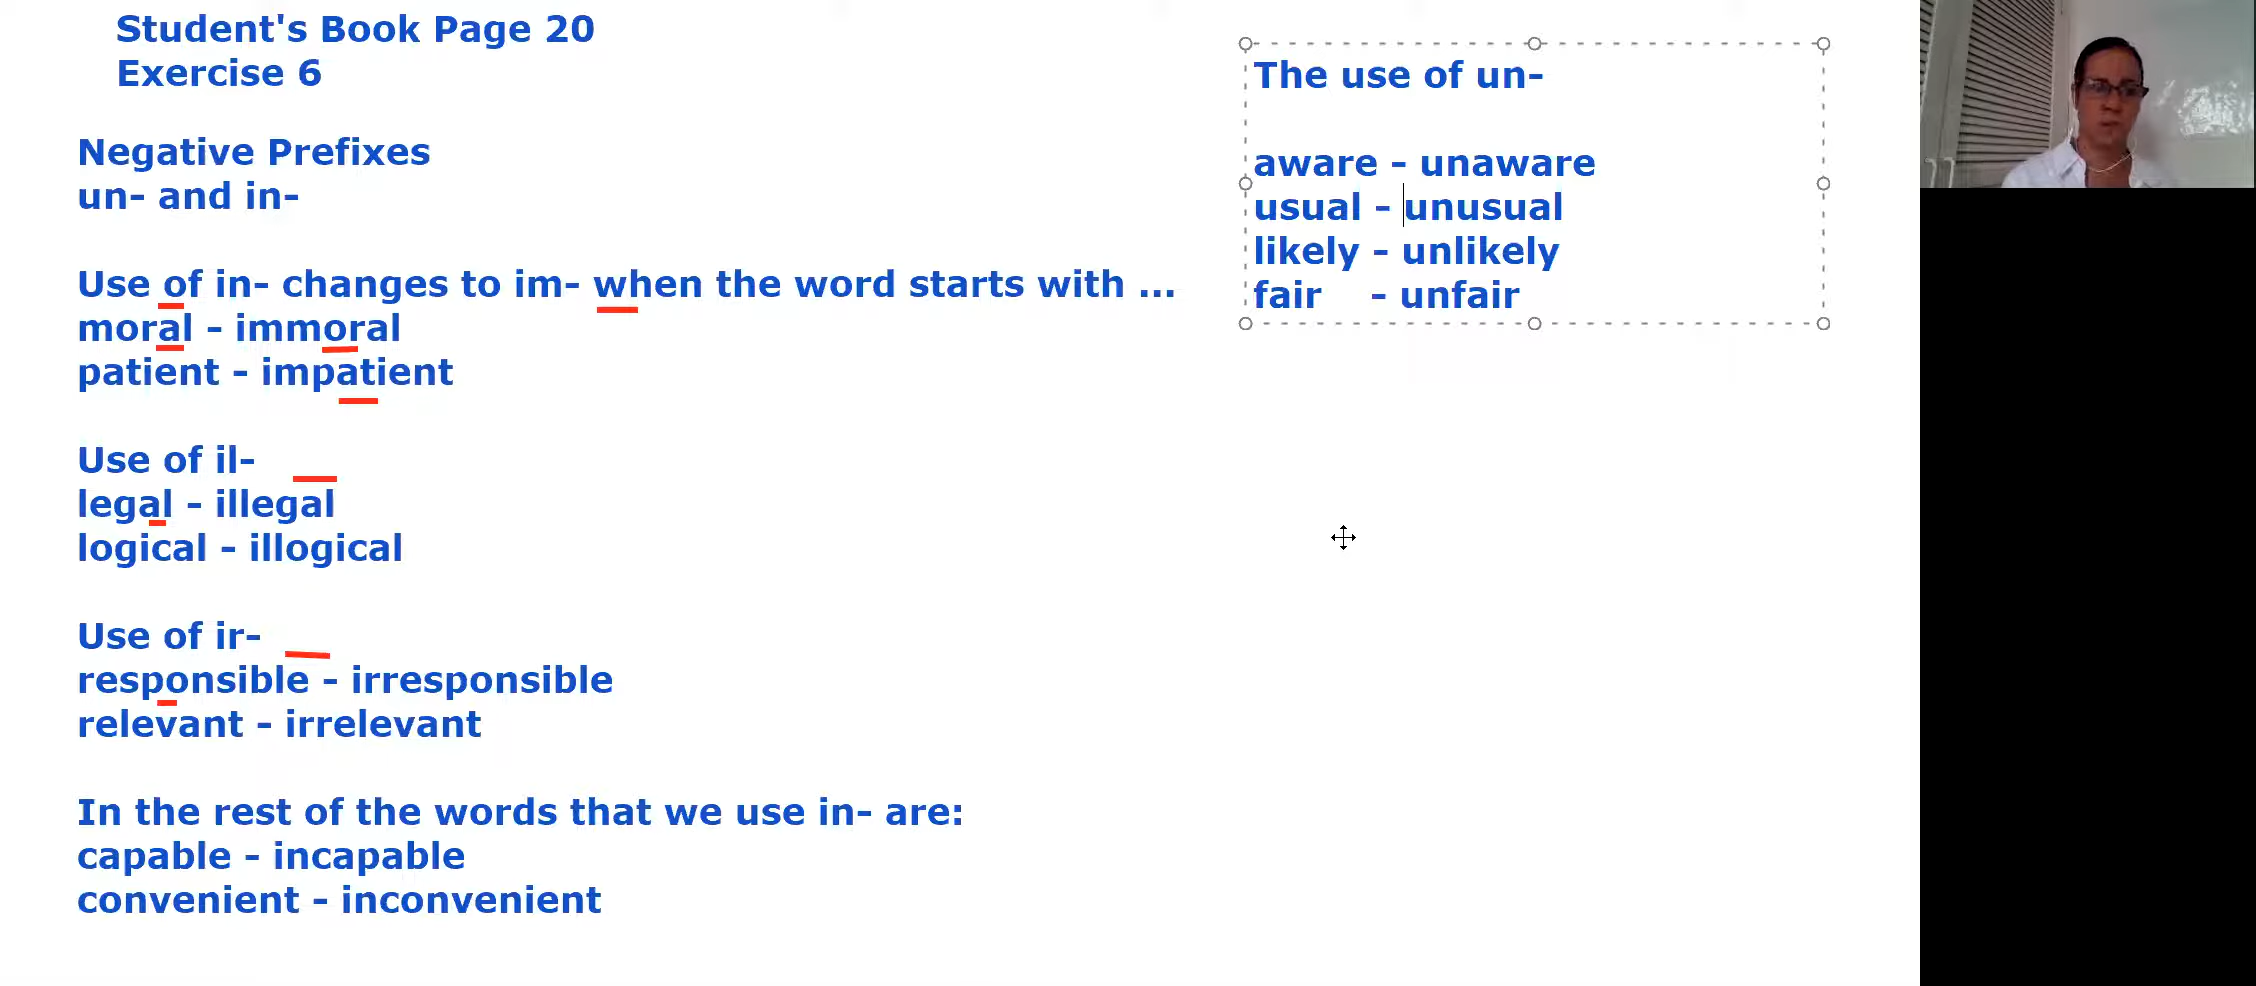 Student's Book Page 20
Exercise 6
Negative Prefixes
un- and in-
Use of in- changes to im- when the word starts with ...
moral - immoral
patient - impatient
Use of il-
legal - illegal
logical - illogical
Use of ir-
responsible - irresponsible
relevant - irrelevant
In the rest of the words that we use in- are:
capable - incapable
convenient - inconvenient
The use of un-
aware - unaware
usual - unusual
likely - unlikely
fair - unfair